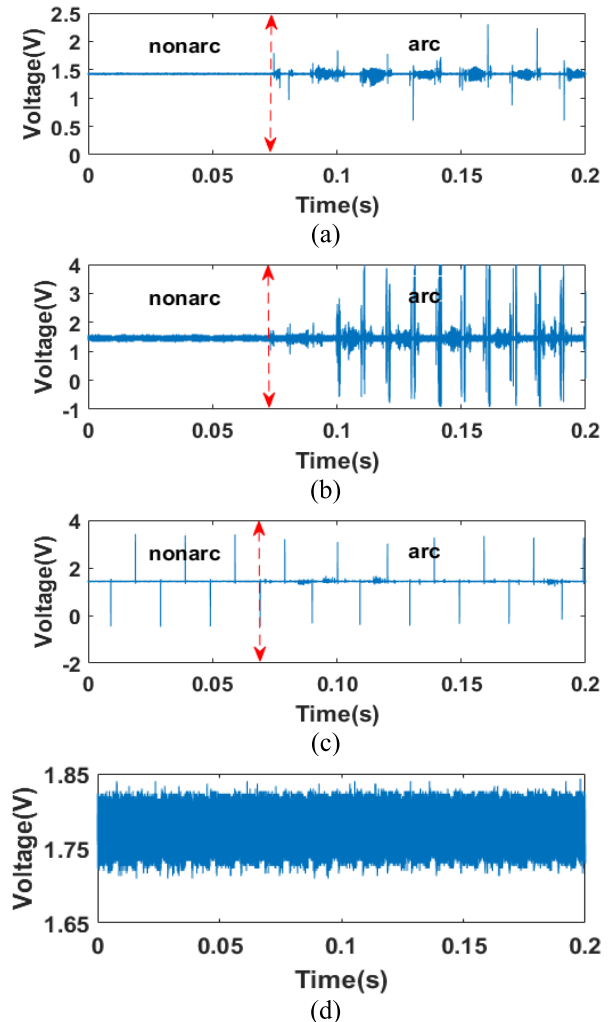 2.5
2
1.5
1
0.5
0
Voltage(V)
nonarc
arc
0
0.05
0.1
0.15
0.2
Time(s)
(a)
4
3
2
1
0
-1
Voltage(V)
nonarc
arc
0
0.05
0.1
0.15
0.2
Time(s)
(b)
4
2
0
-2
Voltage(V)
nonarc
arc
0
0.05
0.10
0.15
0.2
Time(s)
(c)
1.85
1.75
1.65
Voltage(V)
0
0.05
0.1
0.15
0.2
Time(s)
(d)